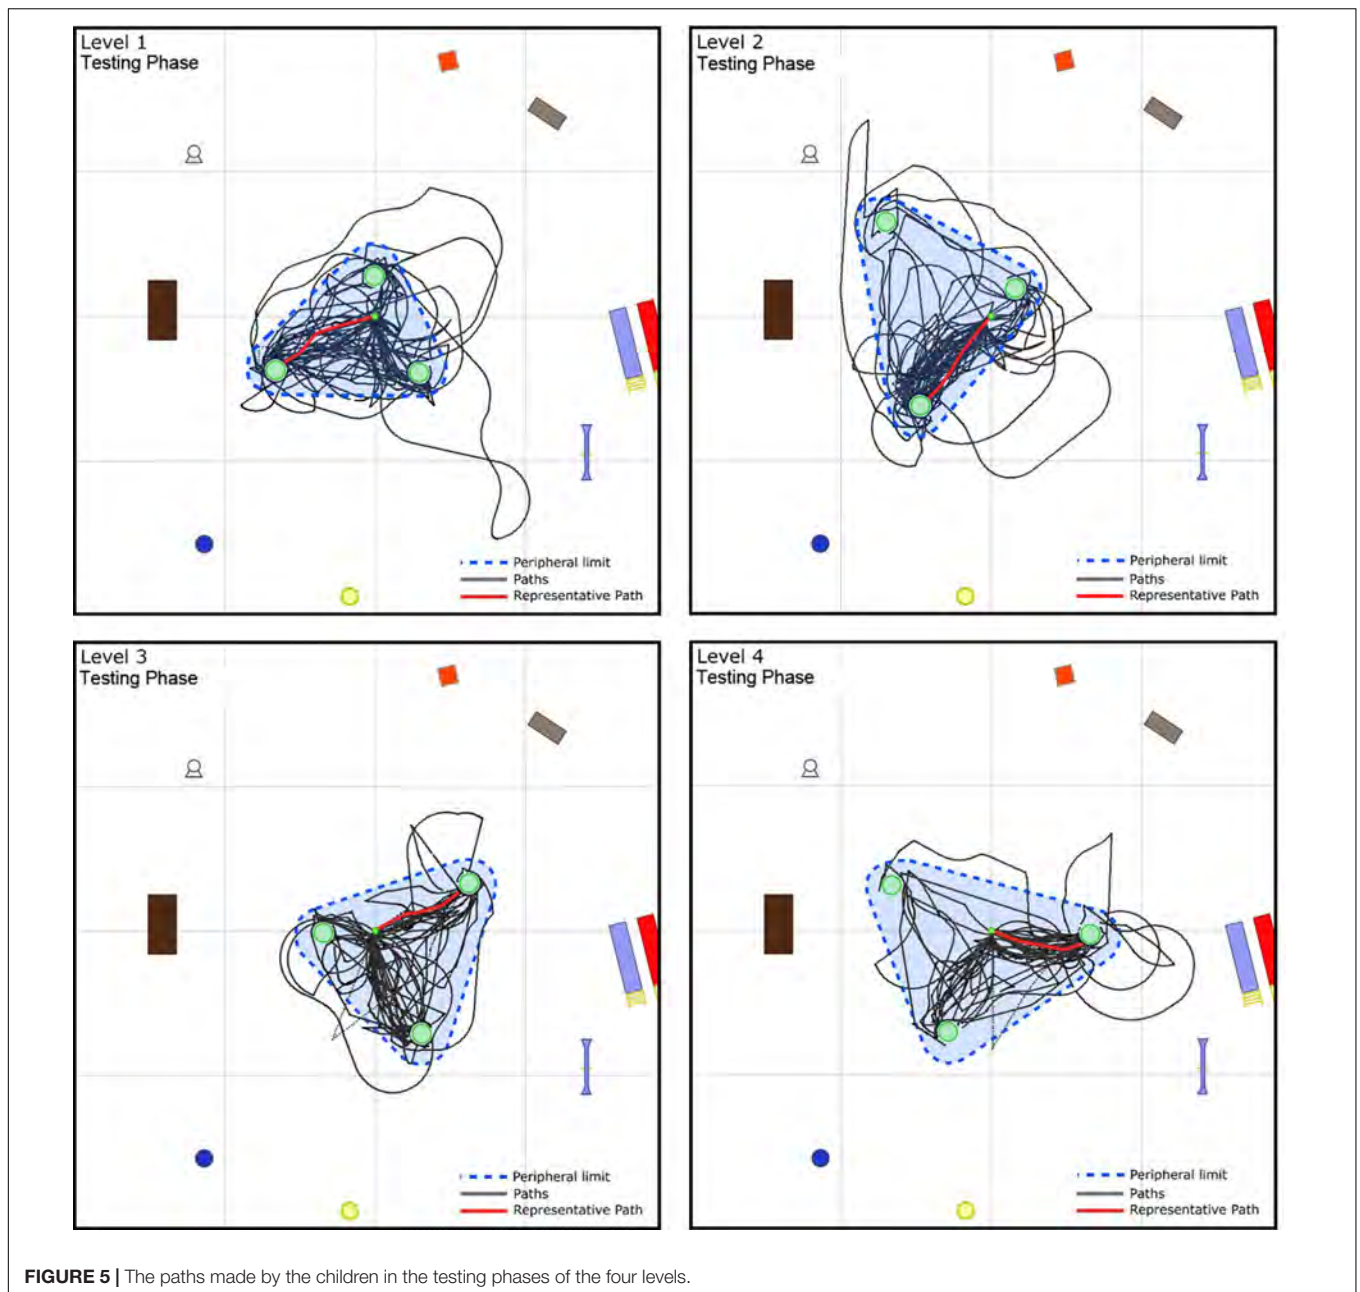 Level 1
Testing Phase
Peripheral limit
Paths
Representative Path
Level 2
Testing Phase
Peripheral limit
Paths
Representative Path
Level 3
Testing Phase
Peripheral limit
Paths
Representative Path
Level 4
Testing Phase
Peripheral limit
Paths
Representative Path
FIGURE 5 | The paths made by the children in the testing phases of the four levels.